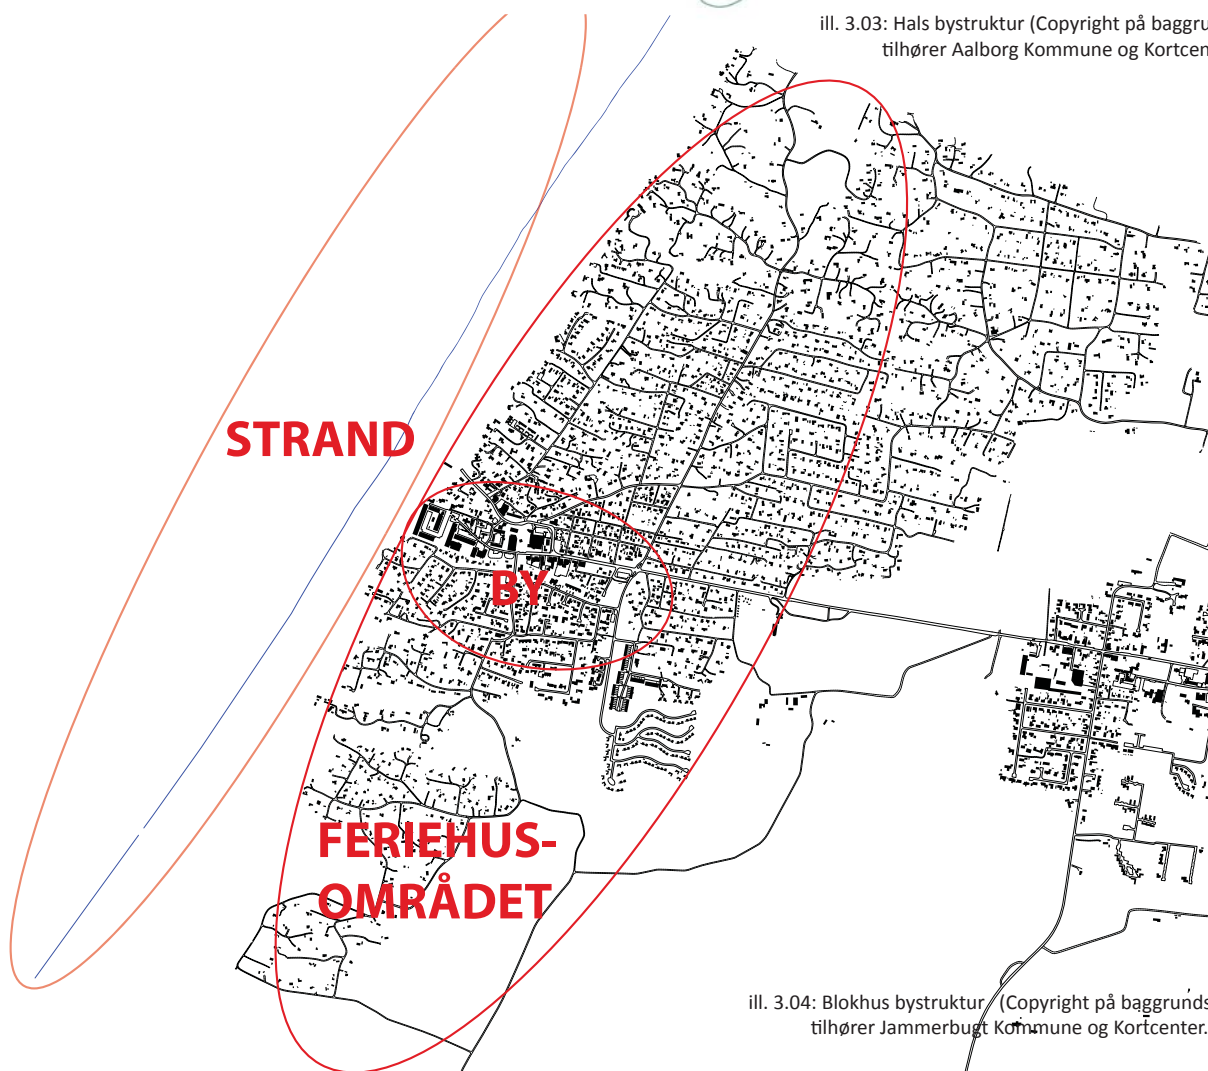 ill. 3.03: Hals bystruktur (Copyright på baggru
tilhører Aalborg Kommune og Kortcen
STRAND
BY
FERIEHUS-
OMRÅDET
ill. 3.04: Blokhus bystruktur (Copyright på baggrunds
tilhører Jammerbugt Kommune og Kortcenter.